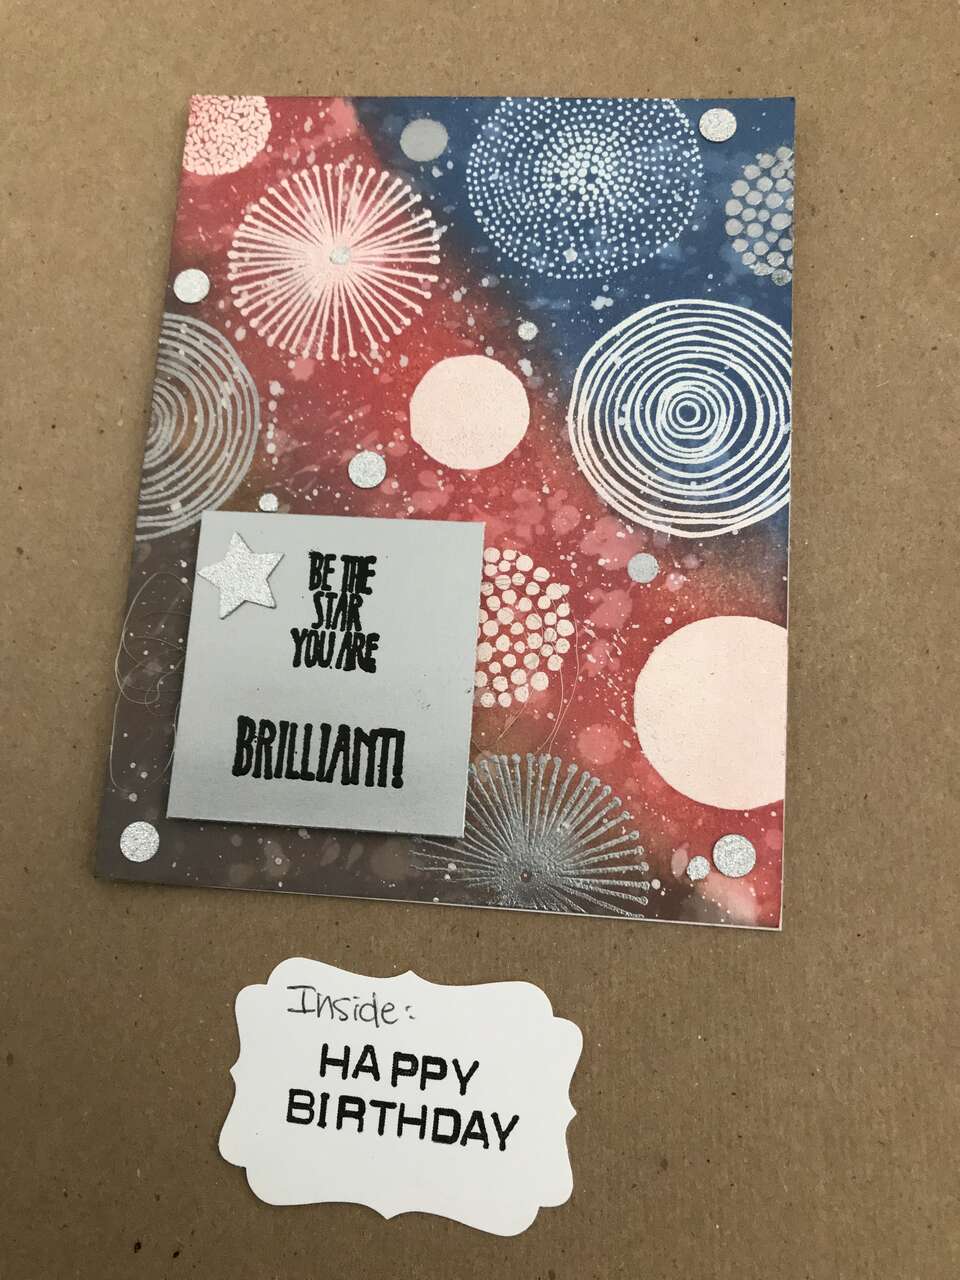 BE THE
STAR
YOU ARE
BRILLIANT!
Inside:
HAPPY
BIRTHDAY